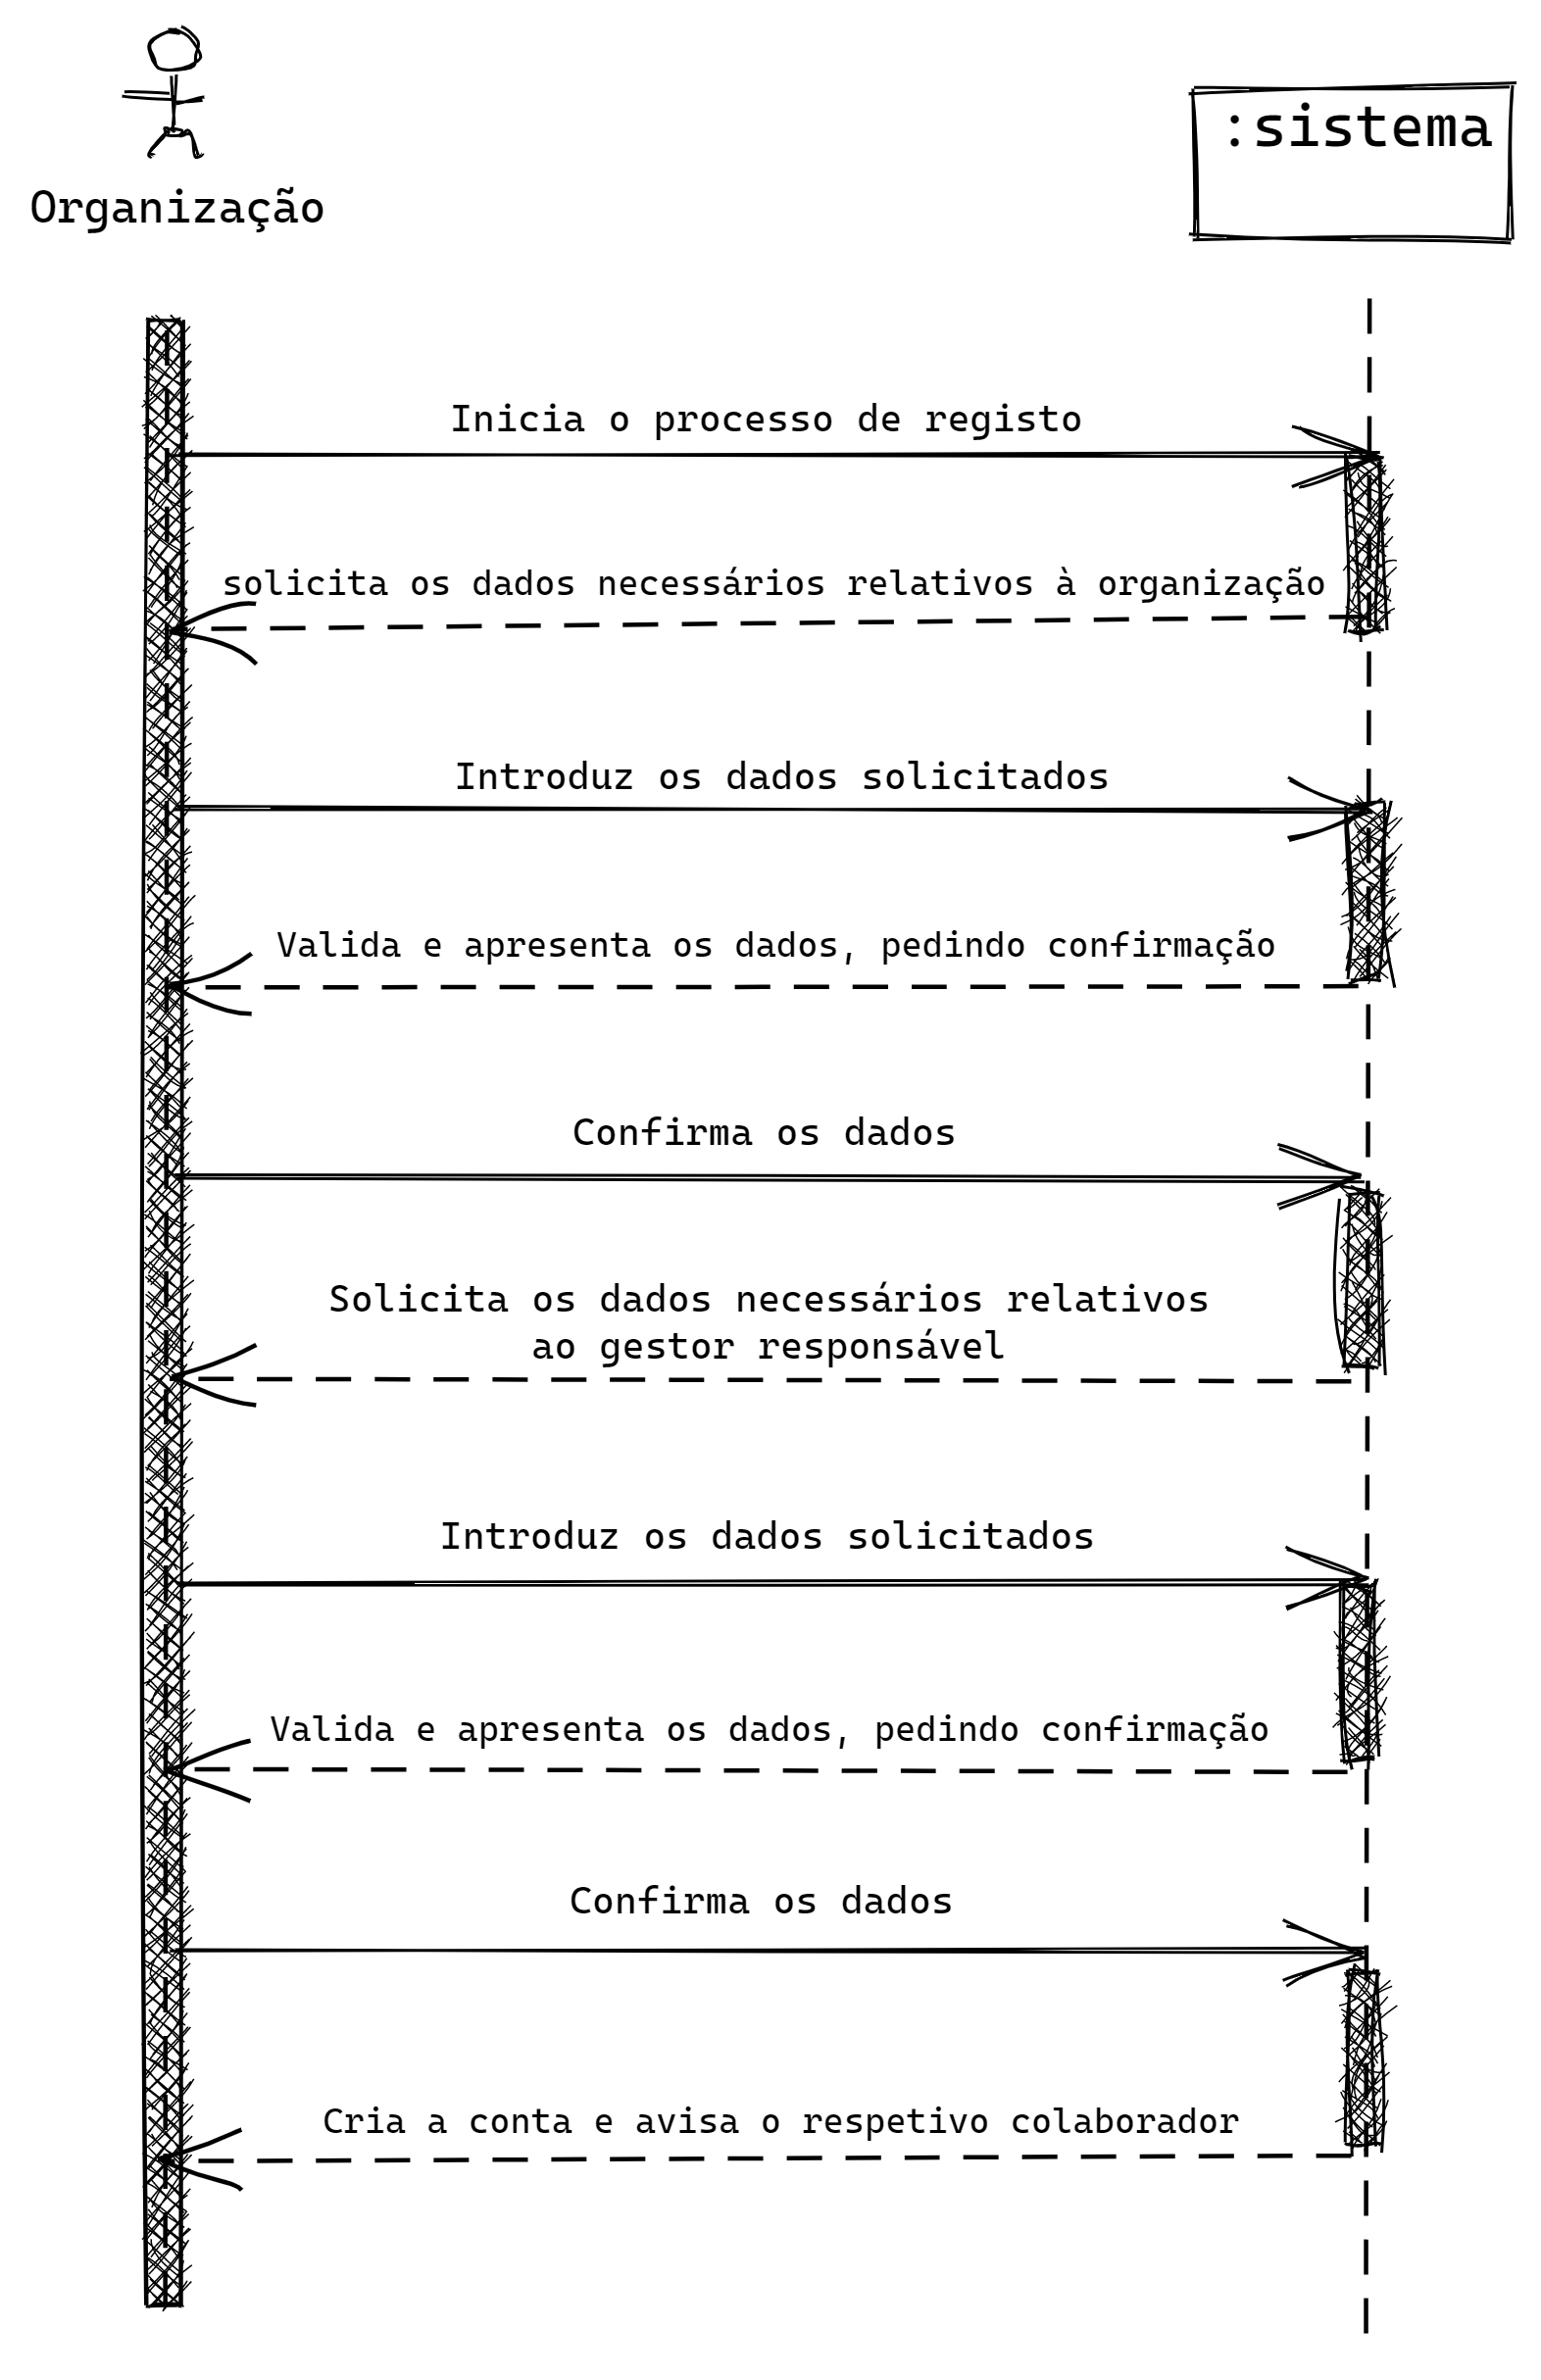 Organização
:sistema
Inicia o processo de registo
solicita os dados necessários relativos à organização
Introduz os dados solicitados
Valida e apresenta os dados, pedindo confirmação
Confirma os dados
Solicita os dados necessários relativos
ao gestor responsável
Introduz os dados solicitados
Valida e apresenta os dados, pedindo confirmação
Confirma os dados
Cria a conta e avisa o respetivo colaborador